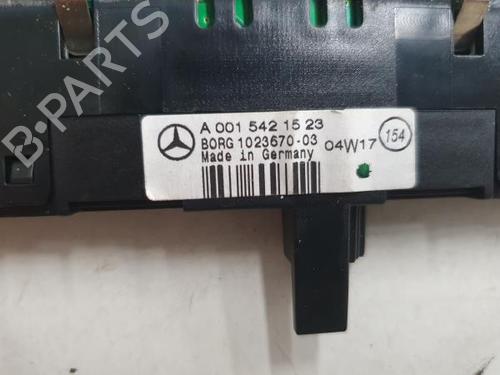 A 001 542 15 23
BORG 1023670-03 04W17 154
Made in Germany
B-PARTS